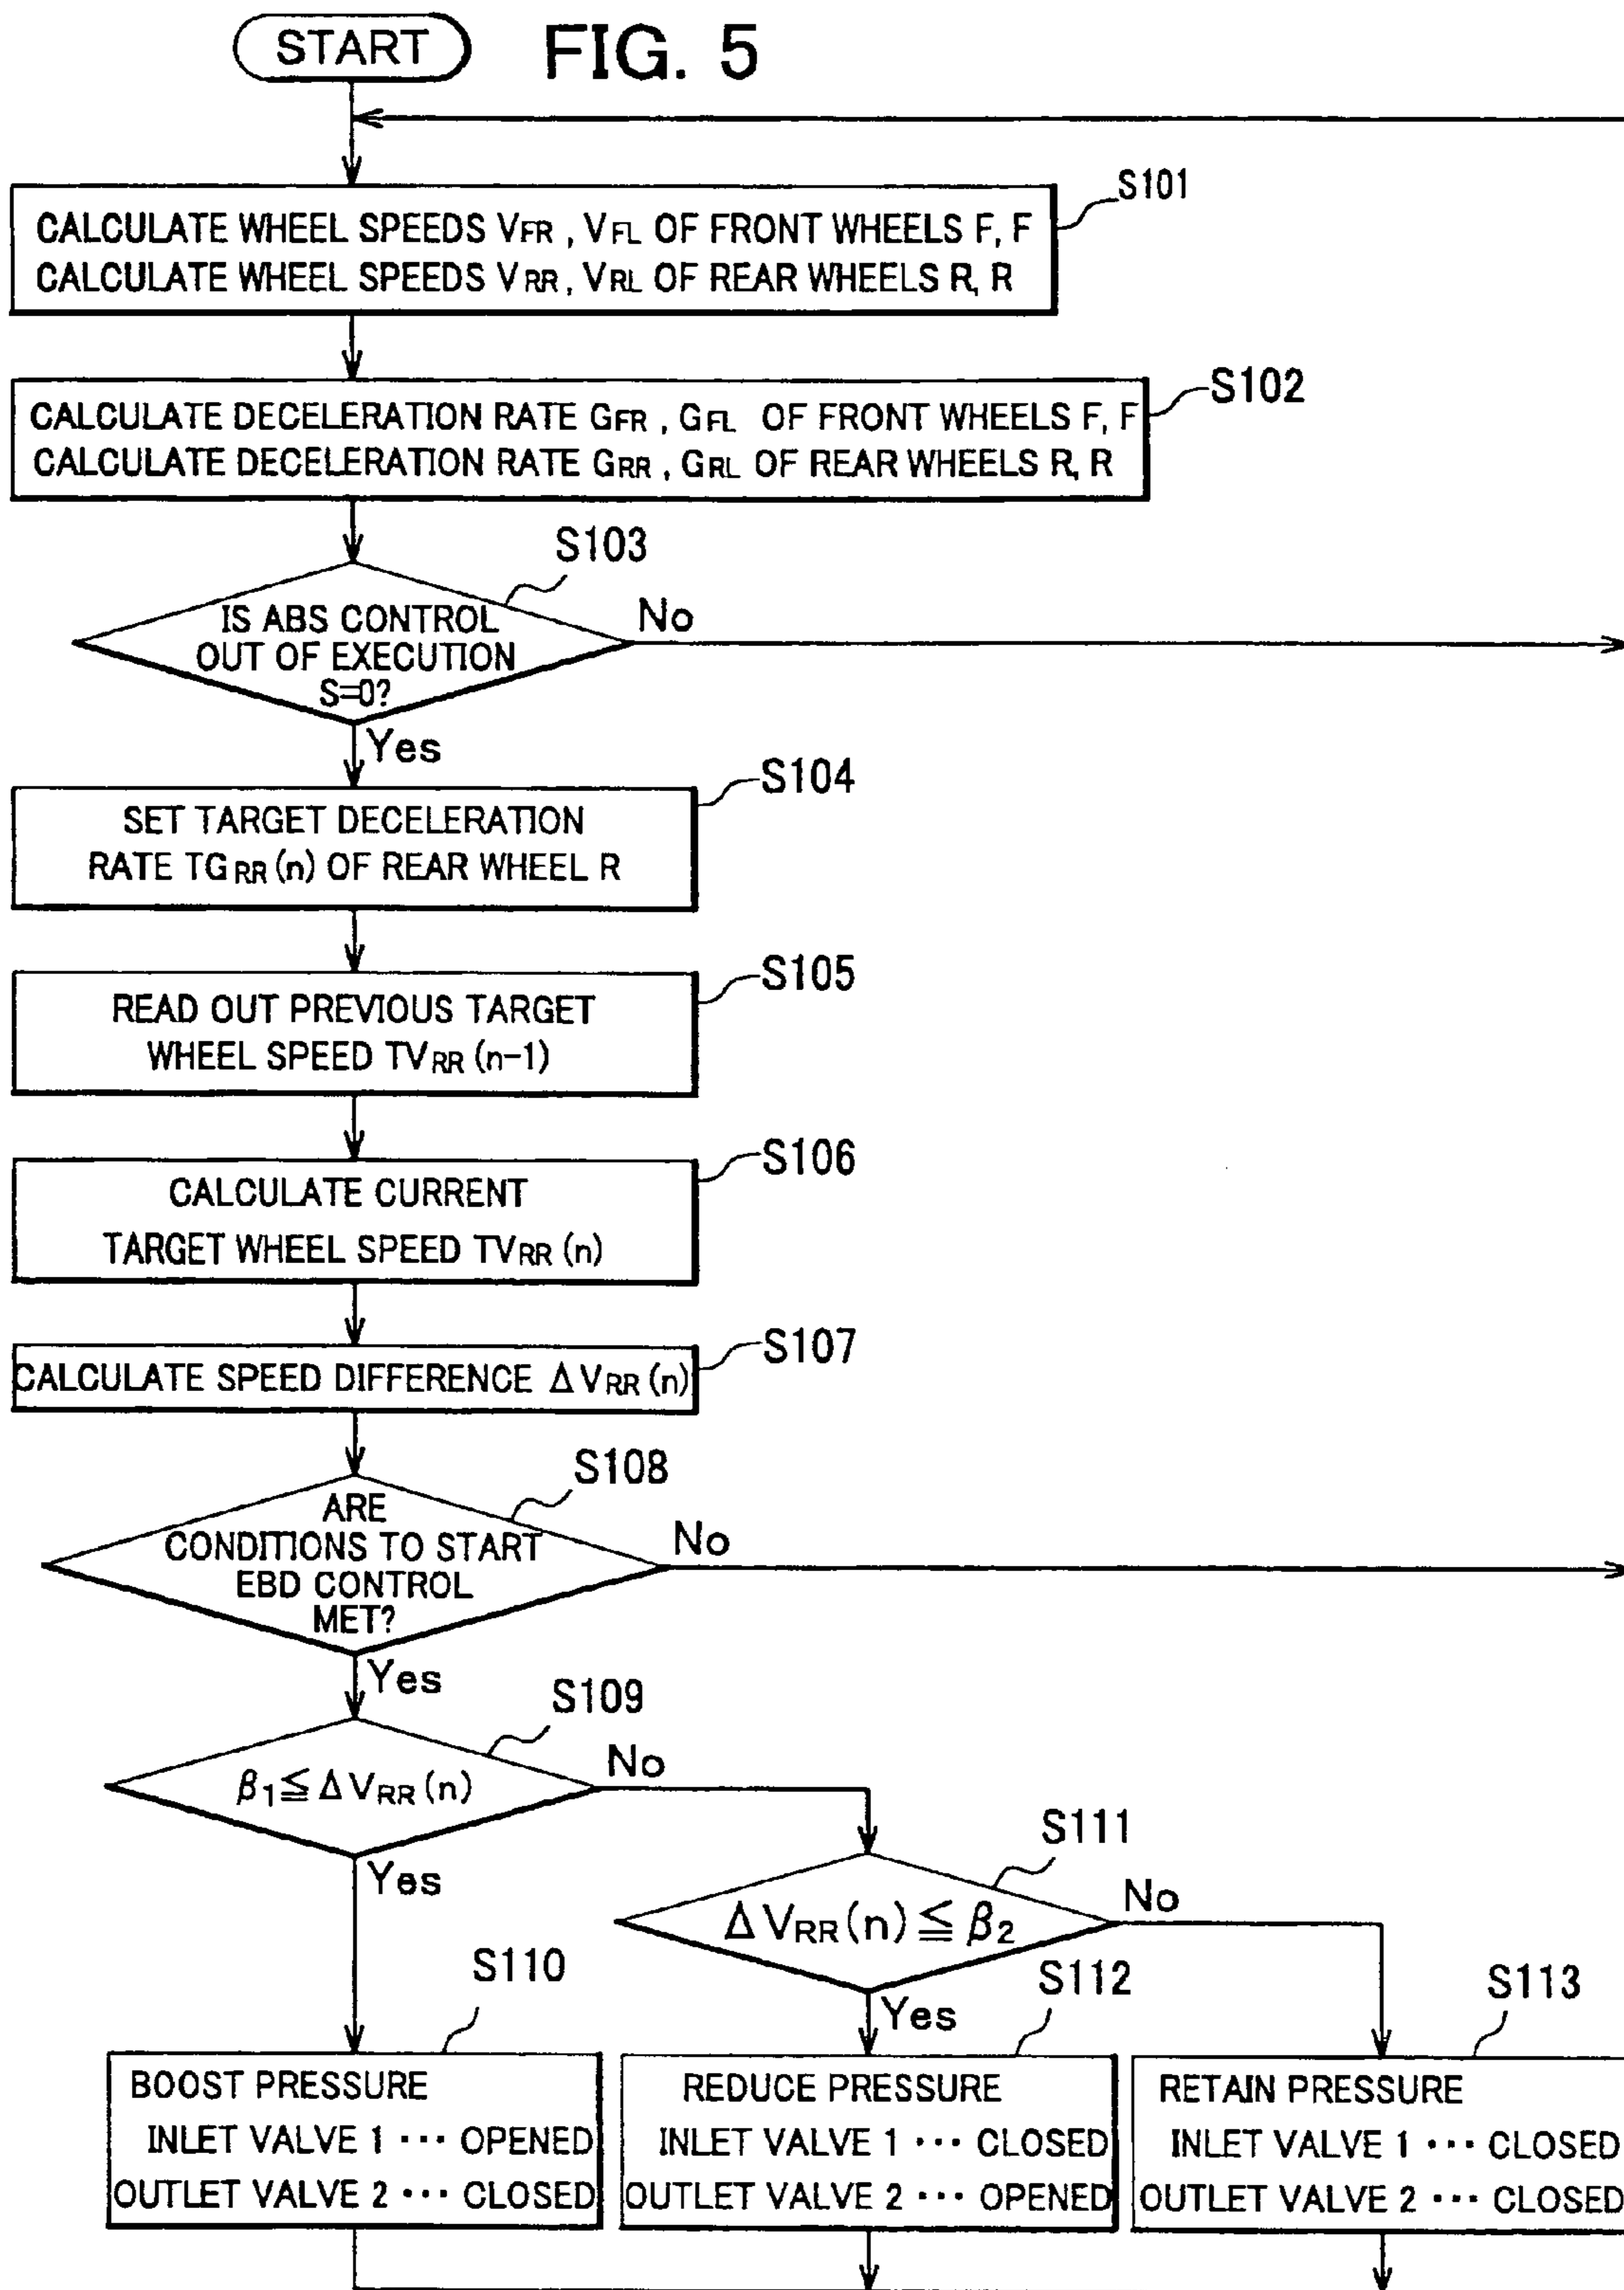 START
FIG. 5
S101
CALCULATE WHEEL SPEEDS VFR , VFL OF FRONT WHEELS F, F
CALCULATE WHEEL SPEEDS VRR , VRL OF REAR WHEELS R, R
S102
CALCULATE DECELERATION RATE GFR , GFL OF FRONT WHEELS F, F
CALCULATE DECELERATION RATE GRR , GRL OF REAR WHEELS R, R
S103
IS ABS CONTROL
OUT OF EXECUTION
S=0?
No
Yes
S104
SET TARGET DECELERATION
RATE TGRR (n) OF REAR WHEEL R
S105
READ OUT PREVIOUS TARGET
WHEEL SPEED TVRR (n-1)
S106
CALCULATE CURRENT
TARGET WHEEL SPEED TVRR (n)
S107
CALCULATE SPEED DIFFERENCE ΔVRR (n)
S108
ARE
CONDITIONS TO START
EBD CONTROL
MET?
No
Yes
S109
β1≦ΔVRR (n)
No
Yes
S111
ΔVRR (n) ≦ β2
No
Yes
S110
BOOST PRESSURE
INLET VALVE 1 ··· OPENED
OUTLET VALVE 2 ··· CLOSED
S112
REDUCE PRESSURE
INLET VALVE 1 ··· CLOSED
OUTLET VALVE 2 ··· OPENED
S113
RETAIN PRESSURE
INLET VALVE 1 ··· CLOSED
OUTLET VALVE 2 ··· CLOSED